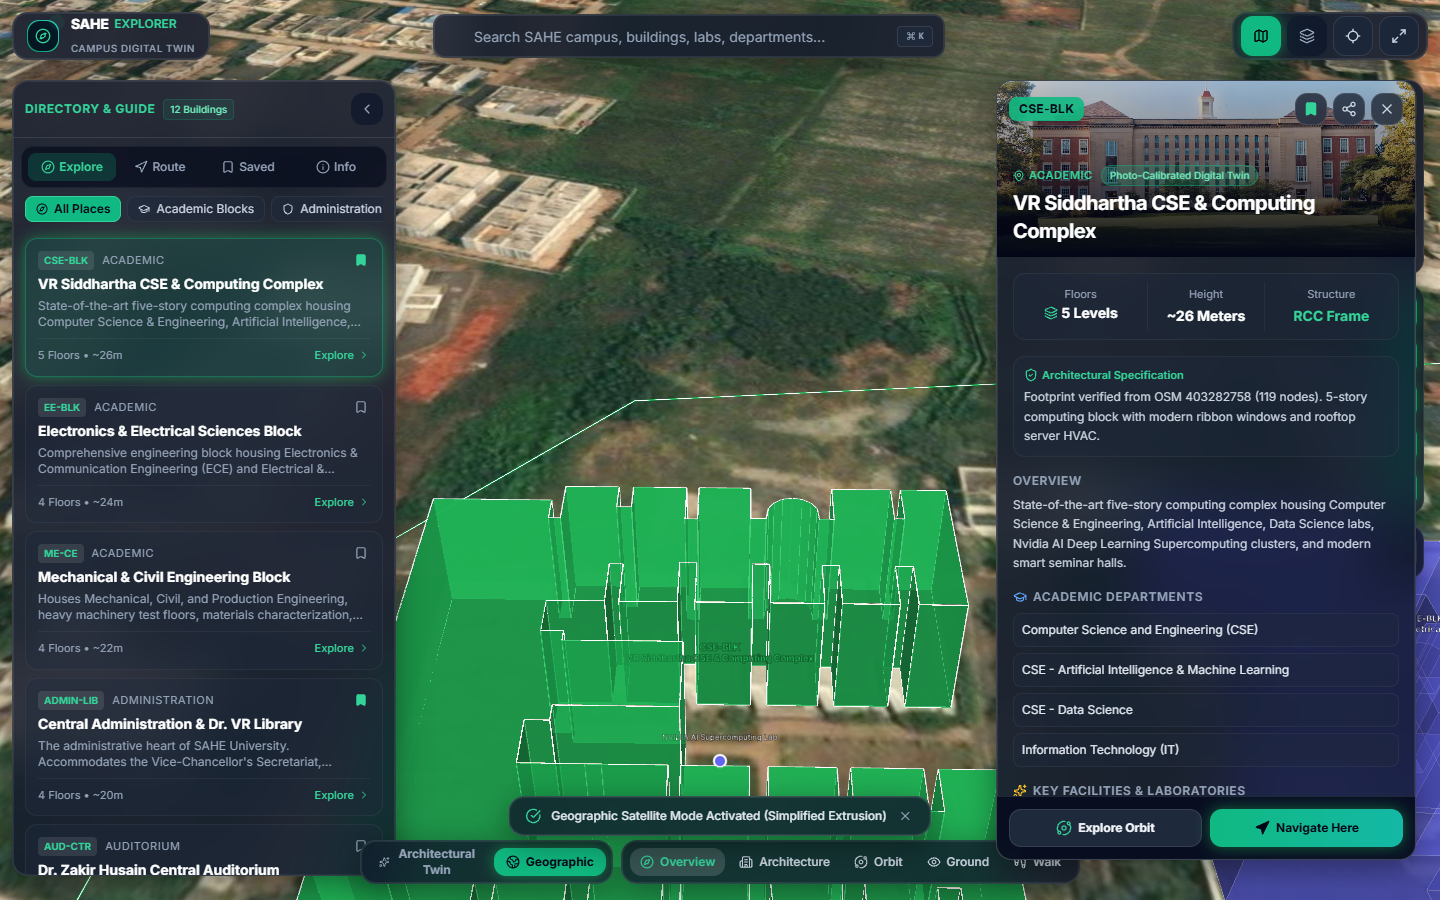 SAHE EXPLORER
CAMPUS DIGITAL TWIN
Search SAHE campus, buildings, labs, departments...
⌘ K
DIRECTORY & GUIDE
12 Buildings
Explore
Route
Saved
Info
All Places
Academic Blocks
Administration
CSE-BLK ACADEMIC
VR Siddhartha CSE & Computing Complex
State-of-the-art five-story computing complex housing
Computer Science & Engineering, Artificial Intelligence,...
5 Floors • ~26m
Explore
EE-BLK ACADEMIC
Electronics & Electrical Sciences Block
Comprehensive engineering block housing Electronics &
Communication Engineering (ECE) and Electrical &...
4 Floors • ~24m
Explore
ME-CE ACADEMIC
Mechanical & Civil Engineering Block
Houses Mechanical, Civil, and Production Engineering,
heavy machinery test floors, materials characterization,...
4 Floors • ~22m
Explore
ADMIN-LIB ADMINISTRATION
Central Administration & Dr. VR Library
The administrative heart of SAHE University.
Accommodates the Vice-Chancellor's Secretariat,...
4 Floors • ~20m
Explore
AUD-CTR AUDITORIUM
Dr. Zakir Husain Central Auditorium
CSE-BLK
VR Siddhartha CSE & Computing Complex
AI Supercomputing Lab
Geographic Satellite Mode Activated (Simplified Extrusion)
Architectural
Twin
Geographic
Overview
Architecture
Orbit
Ground
Walk
CSE-BLK
ACADEMIC
Photo-Calibrated Digital Twin
VR Siddhartha CSE & Computing
Complex
Floors
5 Levels
Height
~26 Meters
Structure
RCC Frame
Architectural Specification
Footprint verified from OSM 403282758 (119 nodes). 5-story
computing block with modern ribbon windows and rooftop
server HVAC.
OVERVIEW
State-of-the-art five-story computing complex housing Computer
Science & Engineering, Artificial Intelligence, Data Science labs,
Nvidia AI Deep Learning Supercomputing clusters, and modern
smart seminar halls.
ACADEMIC DEPARTMENTS
Computer Science and Engineering (CSE)
CSE - Artificial Intelligence & Machine Learning
CSE - Data Science
Information Technology (IT)
KEY FACILITIES & LABORATORIES
Explore Orbit
Navigate Here